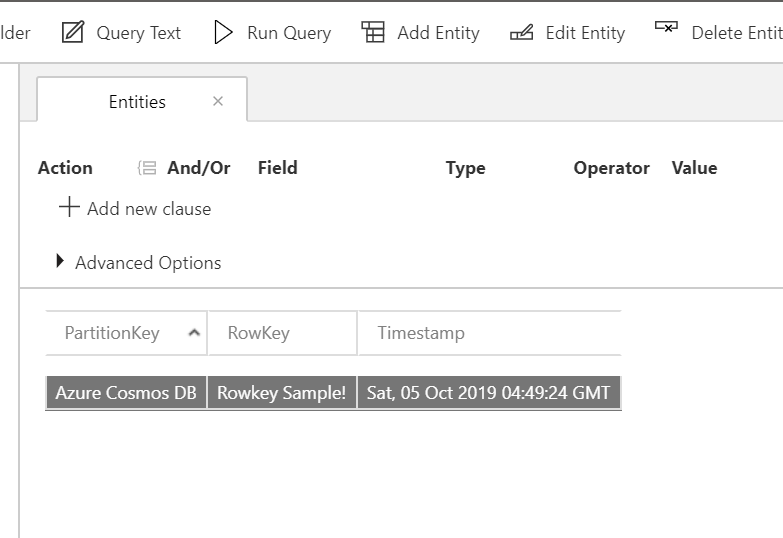 lder Query Text Run Query Add Entity Edit Entity Delete Entit
Entities ×
Action And/Or Field Type Operator Value
Add new clause
Advanced Options
PartitionKey RowKey Timestamp
Azure Cosmos DB Rowkey Sample! Sat, 05 Oct 2019 04:49:24 GMT